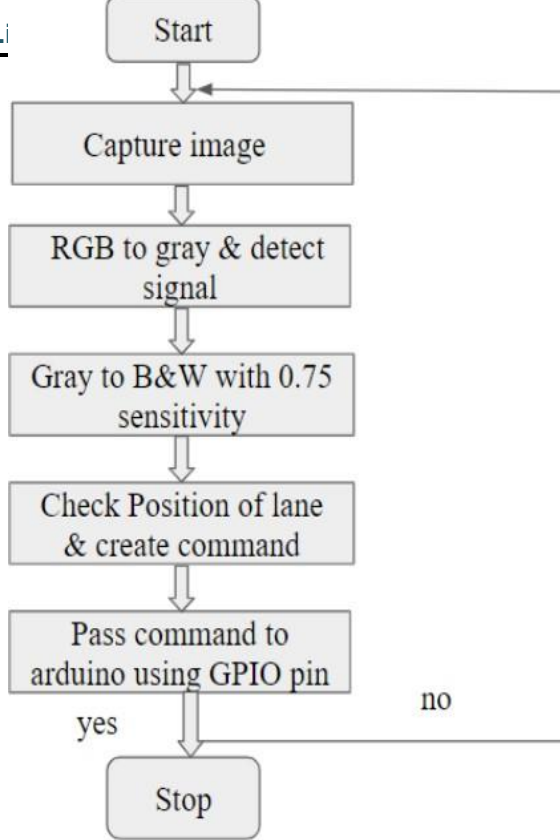 .i
Start
Capture image
RGB to gray & detect
signal
Gray to B&W with 0.75
sensitivity
Check Position of lane
& create command
Pass command to
arduino using GPIO pin
yes
no
Stop